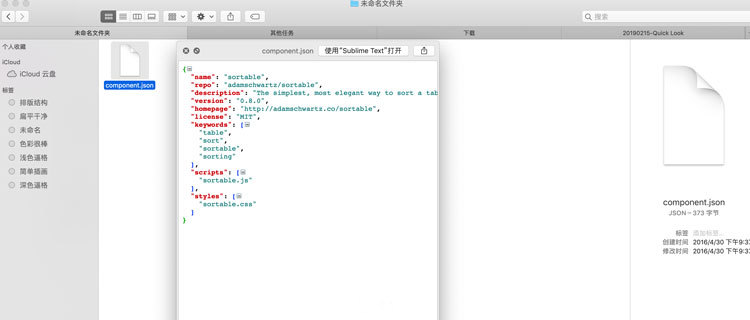 未命名文件夹
搜索
未命名文件夹
其他任务
下载
20190215-Quick Look
个人收藏
iCloud
iCloud 云盘
标签
排版结构
扁平干净
未命名
色彩很棒
浅色逼格
简单插画
深色逼格
component.json
component.json
使用"Sublime Text"打开
{
"name": "sortable",
"repo": "adamschwartz/sortable",
"description": "The simplest, most elegant way to sort a tab
"version": "0.8.0",
"homepage": "http://adamschwartz.co/sortable",
"license": "MIT",
"keywords": [
"table",
"sort",
"sortable",
"sorting"
],
"scripts": [
"sortable.js"
],
"styles": [
"sortable.css"
]
}
component.json
JSON – 373 字节
标签 添加标签...
创建时间 2016/4/30 下午9:3
修改时间 2016/4/30 下午9:3